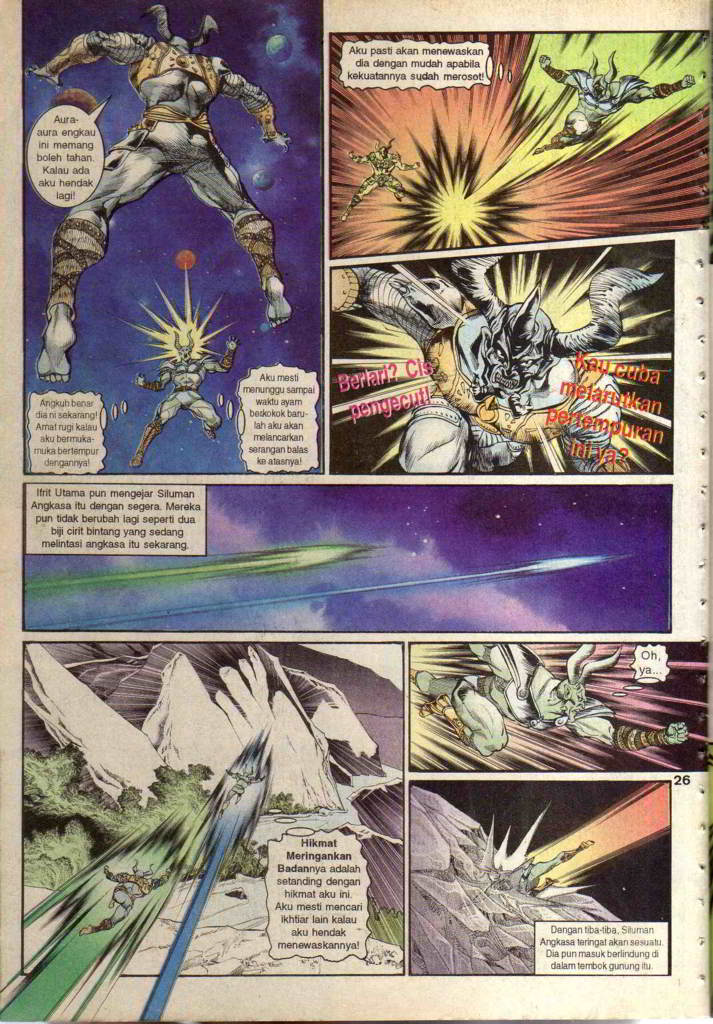 Aura-
aura engkau
ini memang
boleh tahan.
Kalau ada
aku hendak
lagi!
Angkuh benar
dia ni sekarang!
Amat rugi kalau
aku bermuka-
muka bertempur
dengannya!
Aku mesti
menunggu sampai
waktu ayam
berkokok baru-
lah aku akan
melancarkan
serangan balas
ke atasnya!
Aku pasti akan menewaskan
dia dengan mudah apabila
kekuatannya sudah merosot!
Berlari? Cis
pengecut!
Kau cuba
melarutkan
pertempuran
ini ya?
Ifrit Utama pun mengejar Siluman
Angkasa itu dengan segera. Mereka
pun tidak berubah lagi seperti dua
biji cirit bintang yang sedang
melintasi angkasa itu sekarang.
Hikmat
Meringankan
Badannya adalah
setanding dengan
hikmat aku ini.
Aku mesti mencari
ikhtiar lain kalau
aku hendak
menewaskannya!
Oh,
ya...
26
Dengan tiba-tiba, Siluman
Angkasa teringat akan sesuatu.
Dia pun masuk berlindung di
dalam tembok gunung itu.